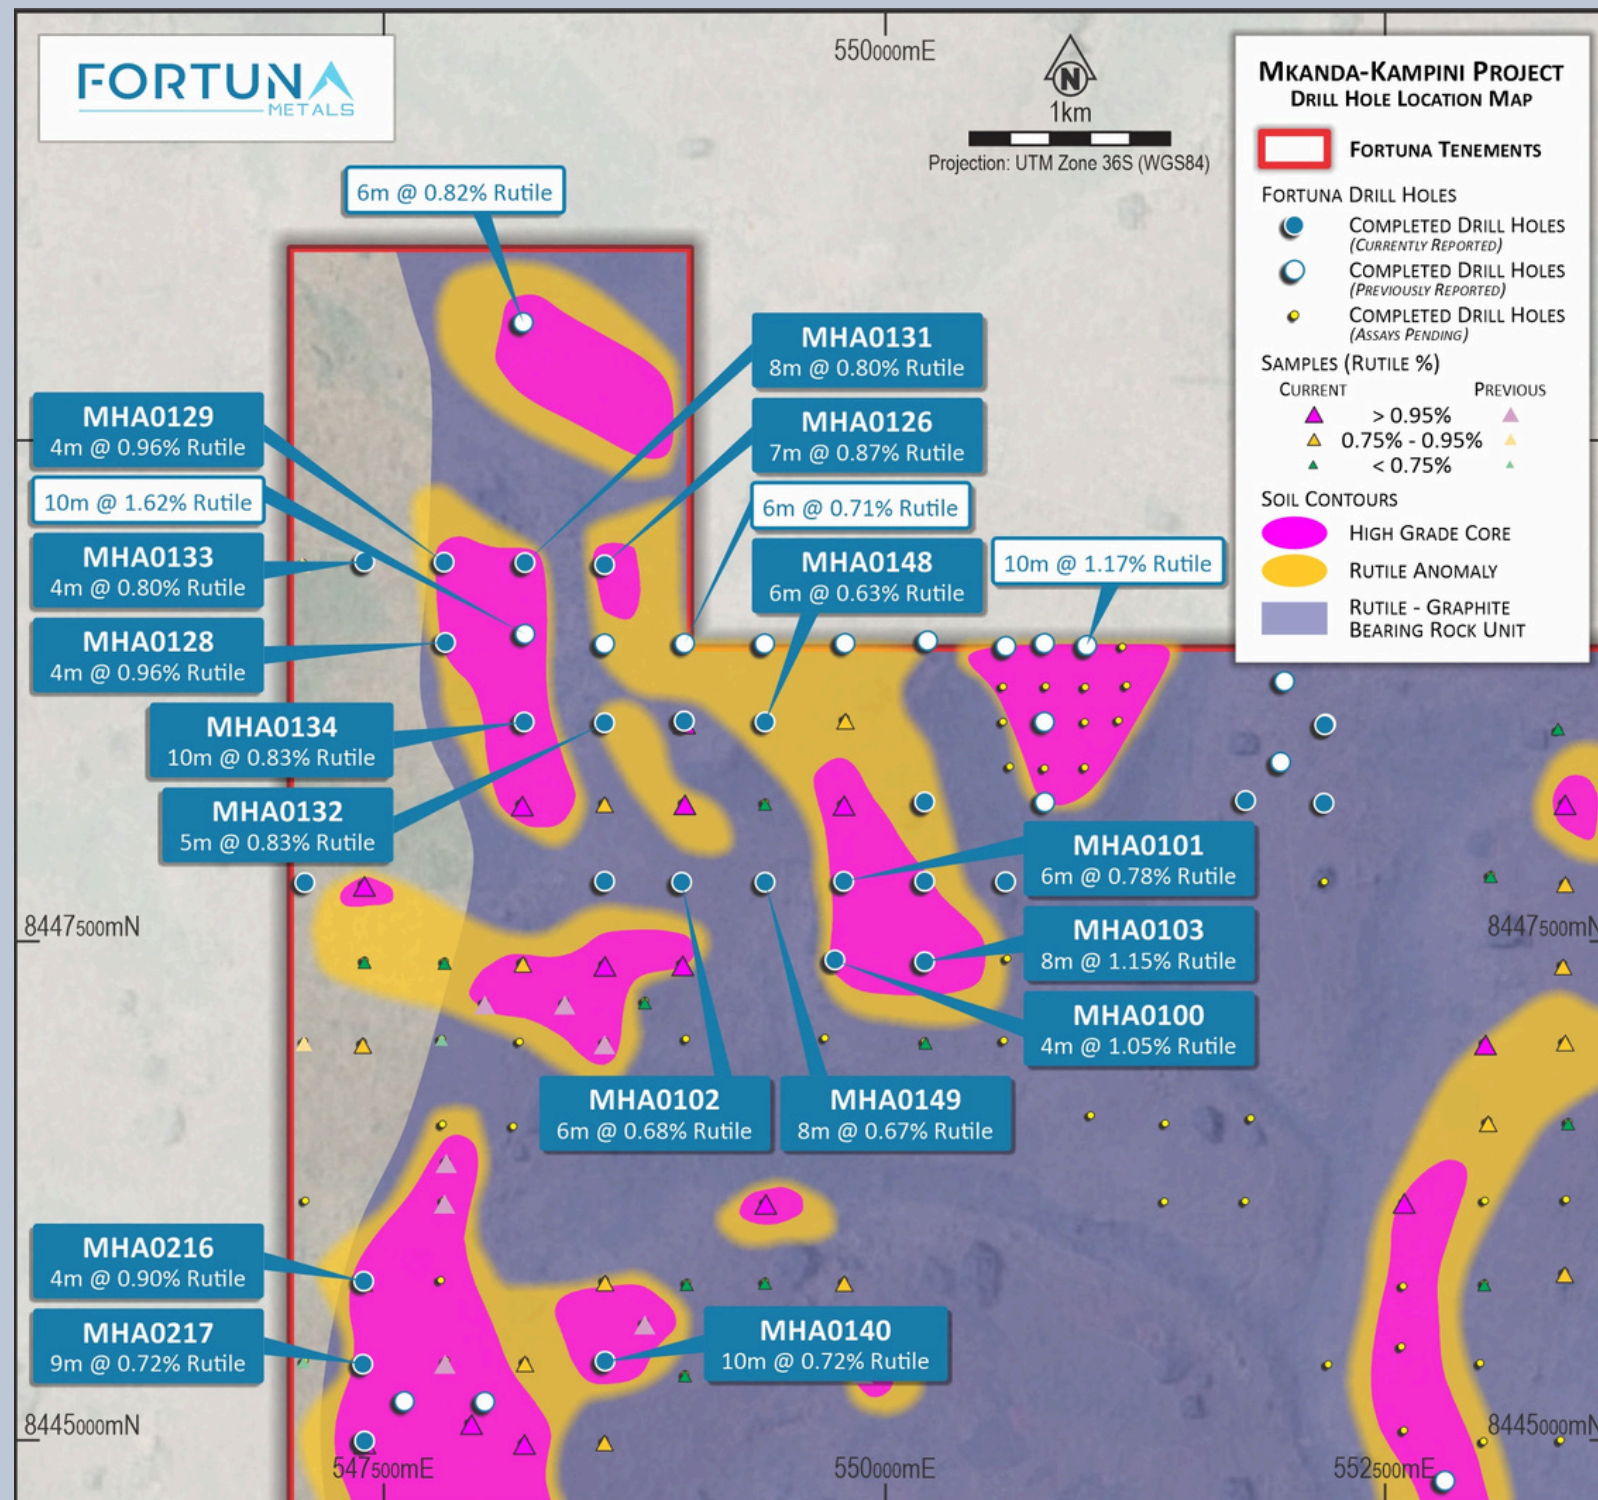 FORTUNA
METALS
550000mE
N
1km
Projection: UTM Zone 36S (WGS84)
MKANDA-KAMPINI PROJECT
DRILL HOLE LOCATION MAP
FORTUNA TENEMENTS
FORTUNA DRILL HOLES
COMPLETED DRILL HOLES
(CURRENTLY REPORTED)
COMPLETED DRILL HOLES
(PREVIOUSLY REPORTED)
COMPLETED DRILL HOLES
(ASSAYS PENDING)
SAMPLES (RUTILE %)
CURRENT PREVIOUS
> 0.95%
0.75% - 0.95%
< 0.75%
SOIL CONTOURS
HIGH GRADE CORE
RUTILE ANOMALY
RUTILE - GRAPHITE
BEARING ROCK UNIT
6m @ 0.82% Rutile
MHA0131
8m @ 0.80% Rutile
MHA0129
4m @ 0.96% Rutile
MHA0126
7m @ 0.87% Rutile
10m @ 1.62% Rutile
6m @ 0.71% Rutile
MHA0133
4m @ 0.80% Rutile
MHA0148
6m @ 0.63% Rutile
10m @ 1.17% Rutile
MHA0128
4m @ 0.96% Rutile
MHA0134
10m @ 0.83% Rutile
MHA0132
5m @ 0.83% Rutile
MHA0101
6m @ 0.78% Rutile
8447500mN
8447500mN
MHA0103
8m @ 1.15% Rutile
MHA0100
4m @ 1.05% Rutile
MHA0102
6m @ 0.68% Rutile
MHA0149
8m @ 0.67% Rutile
MHA0216
4m @ 0.90% Rutile
MHA0217
9m @ 0.72% Rutile
MHA0140
10m @ 0.72% Rutile
8445000mN
8445000mN
547500mE
550000mE
552500mE